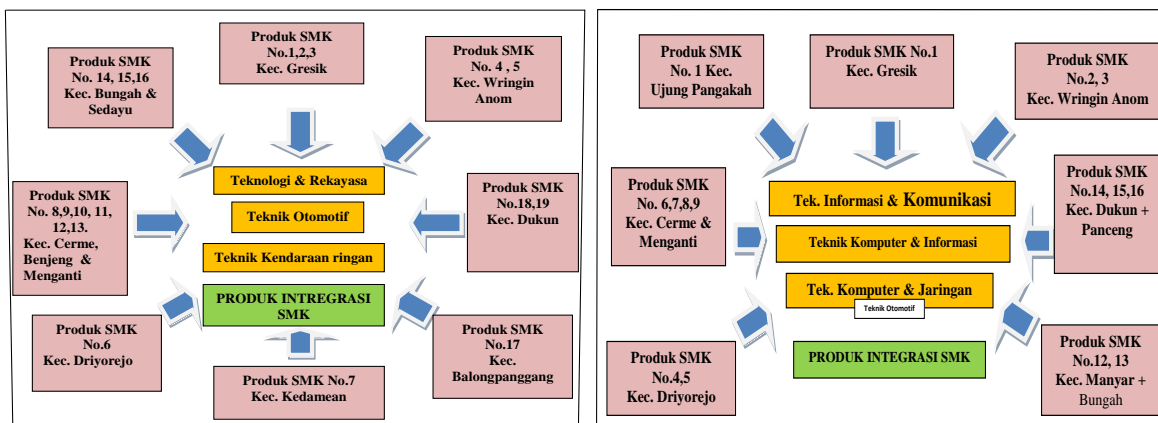 Produk SMK
No.1,2,3
Kec. Gresik
Produk SMK
No. 14, 15,16
Kec. Bungah &
Sedayu
Produk SMK
No. 4 , 5
Kec. Wringin
Anom
Teknologi & Rekayasa
Teknik Otomotif
Teknik Kendaraan ringan
PRODUK INTREGRASI
SMK
Produk SMK
No. 8,9,10, 11,
12,13.
Kec. Cerme,
Benjeng &
Menganti
Produk SMK
No.18,19
Kec. Dukun
Produk SMK
No.6
Kec. Driyorejo
Produk SMK No.7
Kec. Kedamean
Produk SMK
No.17
Kec.
Balongpanggang
Produk SMK
No. 1 Kec.
Ujung Pangakah
Produk SMK No.1
Kec. Gresik
Produk SMK
No.2, 3
Kec. Wringin Anom
Produk SMK
No. 6,7,8,9
Kec. Cerme &
Menganti
Tek. Informasi & Komunikasi
Teknik Komputer & Informasi
Tek. Komputer & Jaringan
Teknik Otomotif
PRODUK INTEGRASI SMK
Produk SMK
No.14, 15,16
Kec. Dukun +
Panceng
Produk SMK
No.4,5
Kec. Driyorejo
Produk SMK
No.12, 13
Kec. Manyar +
Bungah